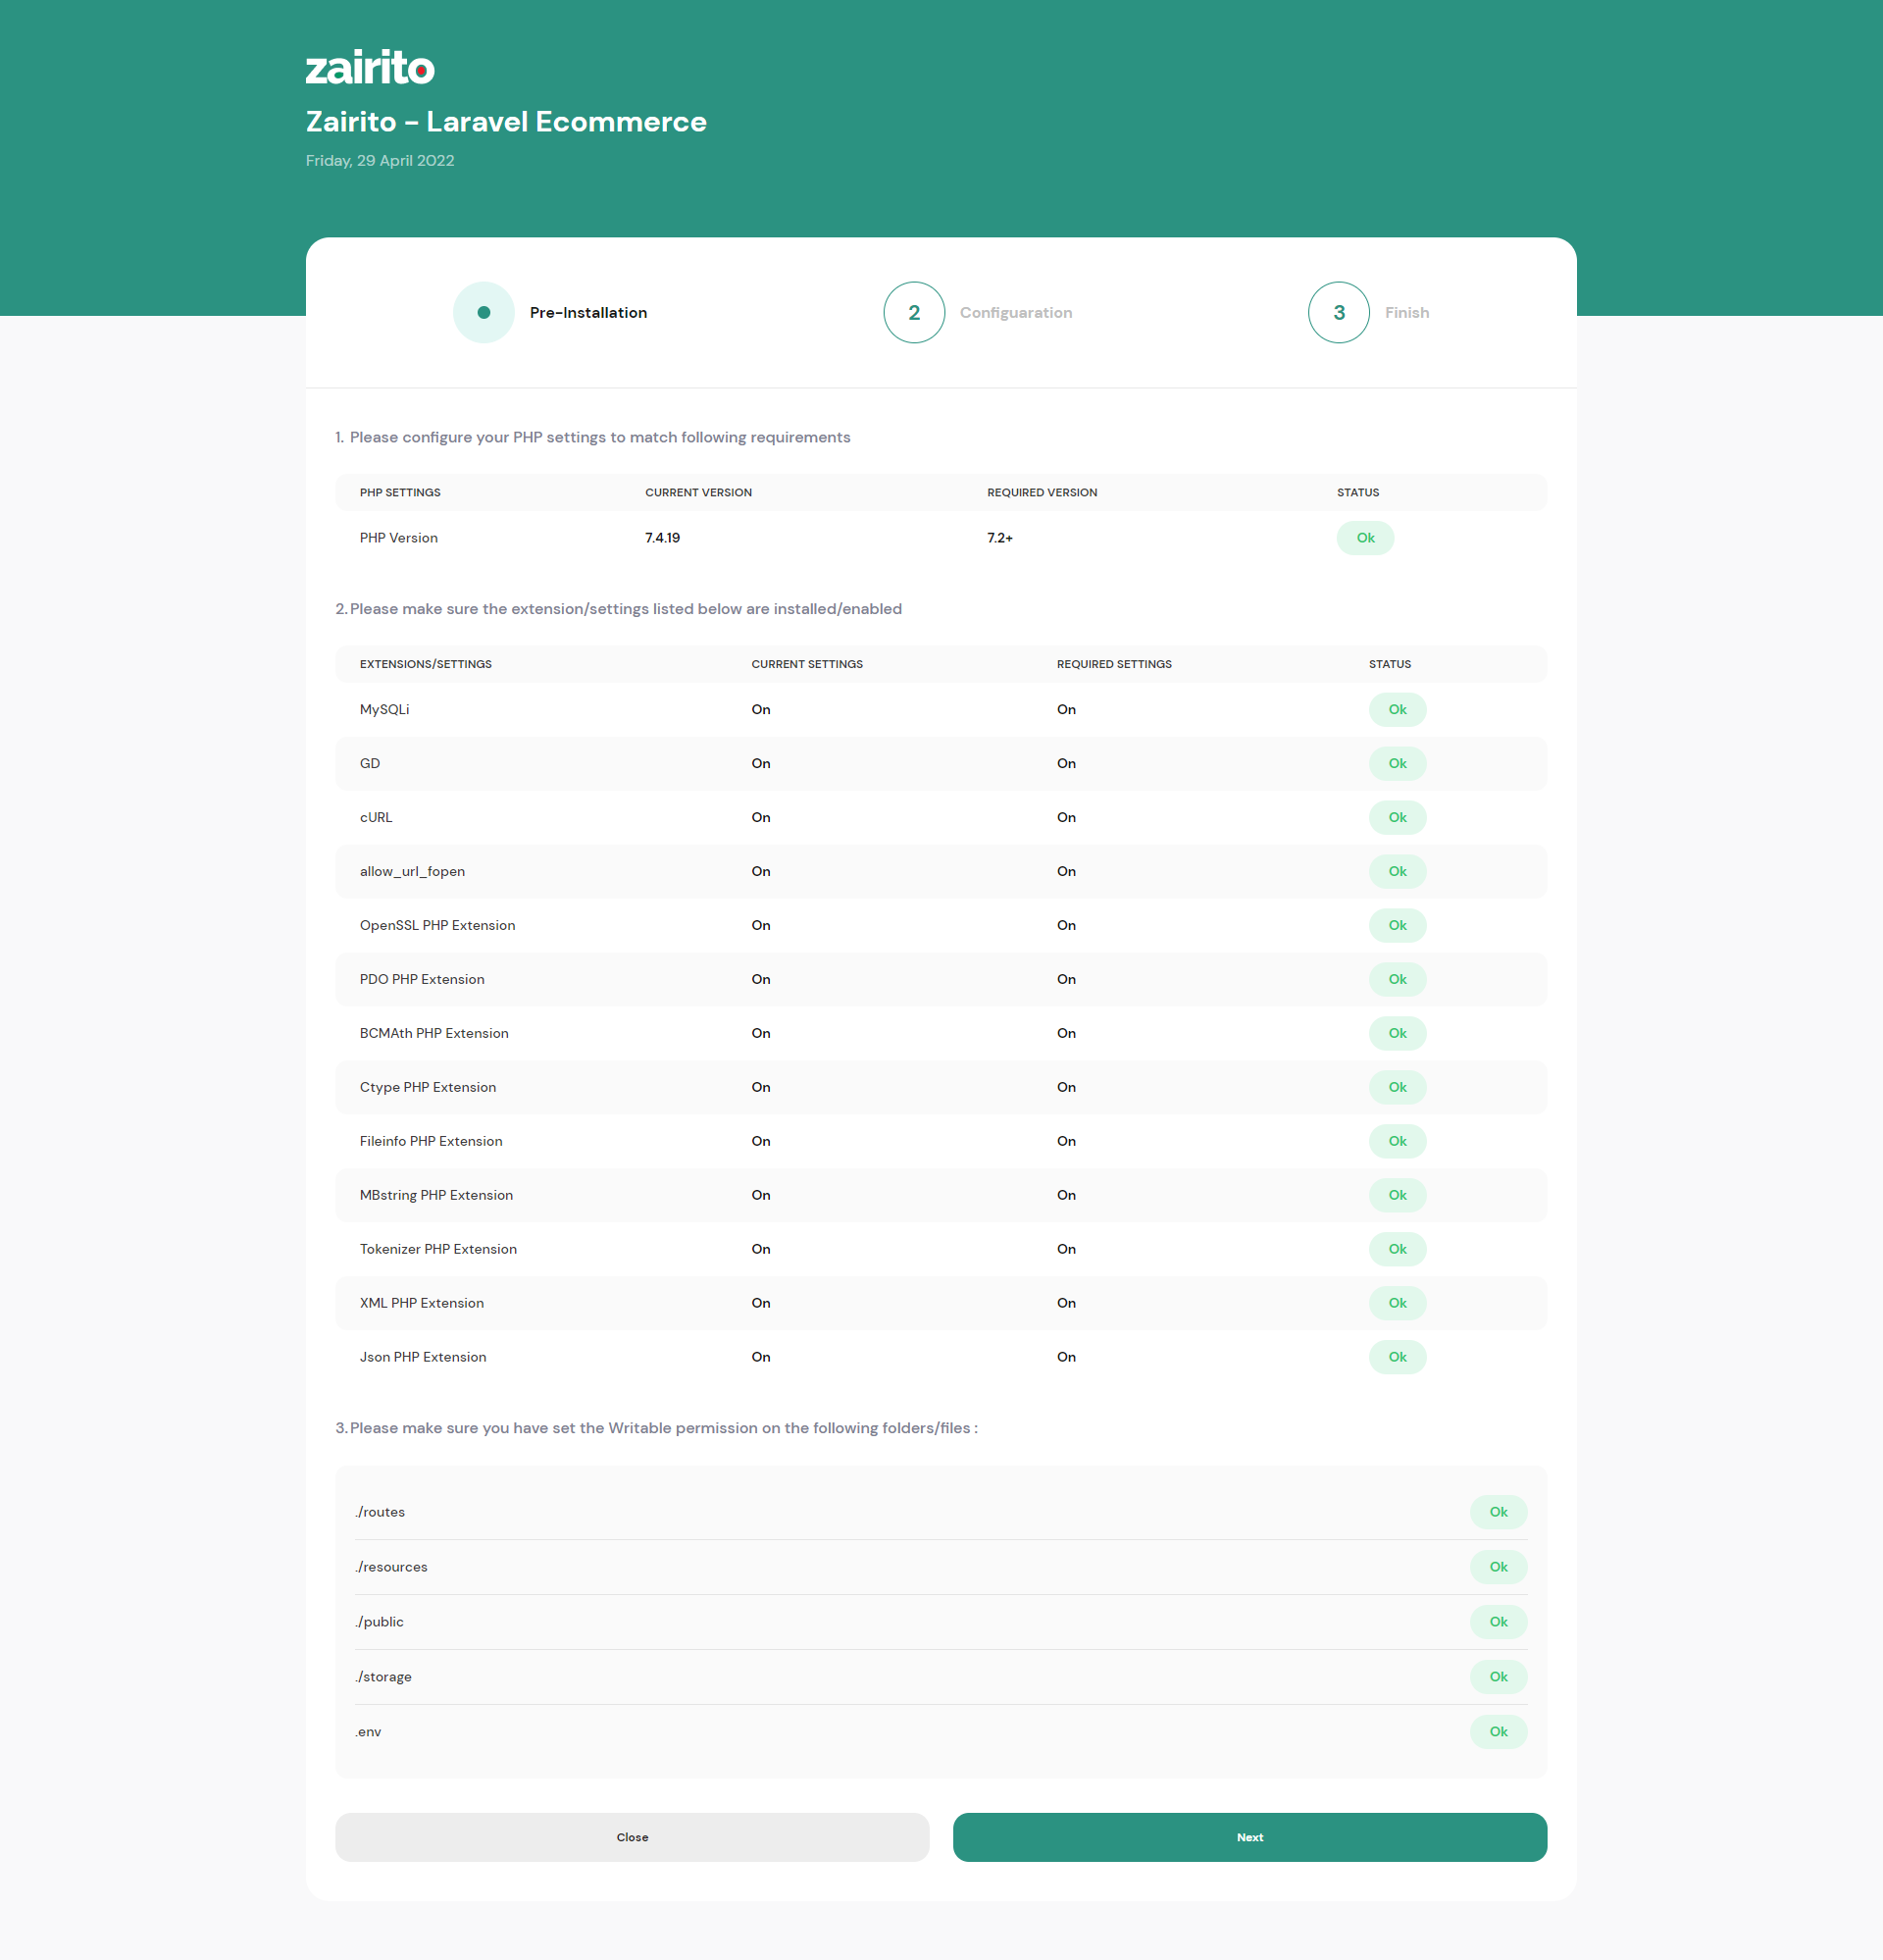 zairito
Zairito - Laravel Ecommerce
Friday, 29 April 2022
Pre-Installation
2 Configuaration
3 Finish
1. Please configure your PHP settings to match following requirements
PHP SETTINGS CURRENT VERSION REQUIRED VERSION STATUS
PHP Version 7.4.19 7.2+ Ok
2. Please make sure the extension/settings listed below are installed/enabled
EXTENSIONS/SETTINGS CURRENT SETTINGS REQUIRED SETTINGS STATUS
MySQLi On On Ok
GD On On Ok
cURL On On Ok
allow_url_fopen On On Ok
OpenSSL PHP Extension On On Ok
PDO PHP Extension On On Ok
BCMAth PHP Extension On On Ok
Ctype PHP Extension On On Ok
Fileinfo PHP Extension On On Ok
MBstring PHP Extension On On Ok
Tokenizer PHP Extension On On Ok
XML PHP Extension On On Ok
Json PHP Extension On On Ok
3. Please make sure you have set the Writable permission on the following folders/files :
./routes Ok
./resources Ok
./public Ok
./storage Ok
.env Ok
Close Next